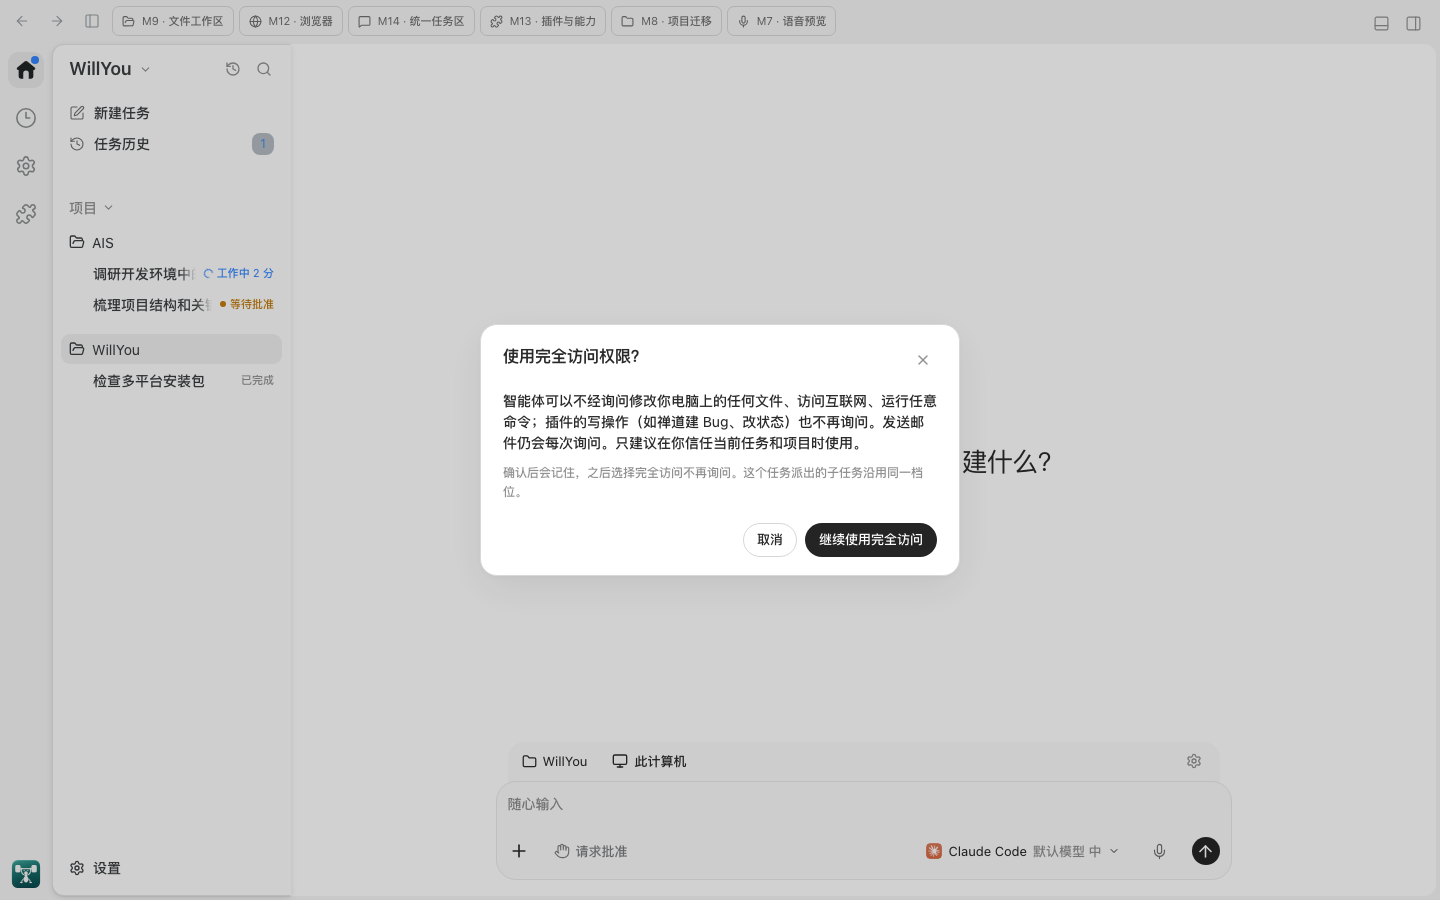 M9 · 文件工作区
M12 · 浏览器
M14 · 统一任务区
M13 · 插件与能力
M8 · 项目迁移
M7 · 语音预览
WillYou
新建任务
任务历史
1
项目
AIS
调研开发环境中
工作中 2 分
梳理项目结构和关
等待批准
WillYou
检查多平台安装包
已完成
设置
使用完全访问权限?
智能体可以不经询问修改你电脑上的任何文件、访问互联网、运行任意
命令；插件的写操作（如禅道建 Bug、改状态）也不再询问。发送邮
件仍会每次询问。只建议在你信任当前任务和项目时使用。
确认后会记住，之后选择完全访问不再询问。这个任务派出的子任务沿用同一档
位。
取消
继续使用完全访问
建什么?
WillYou
此计算机
随心输入
请求批准
Claude Code 默认模型 中